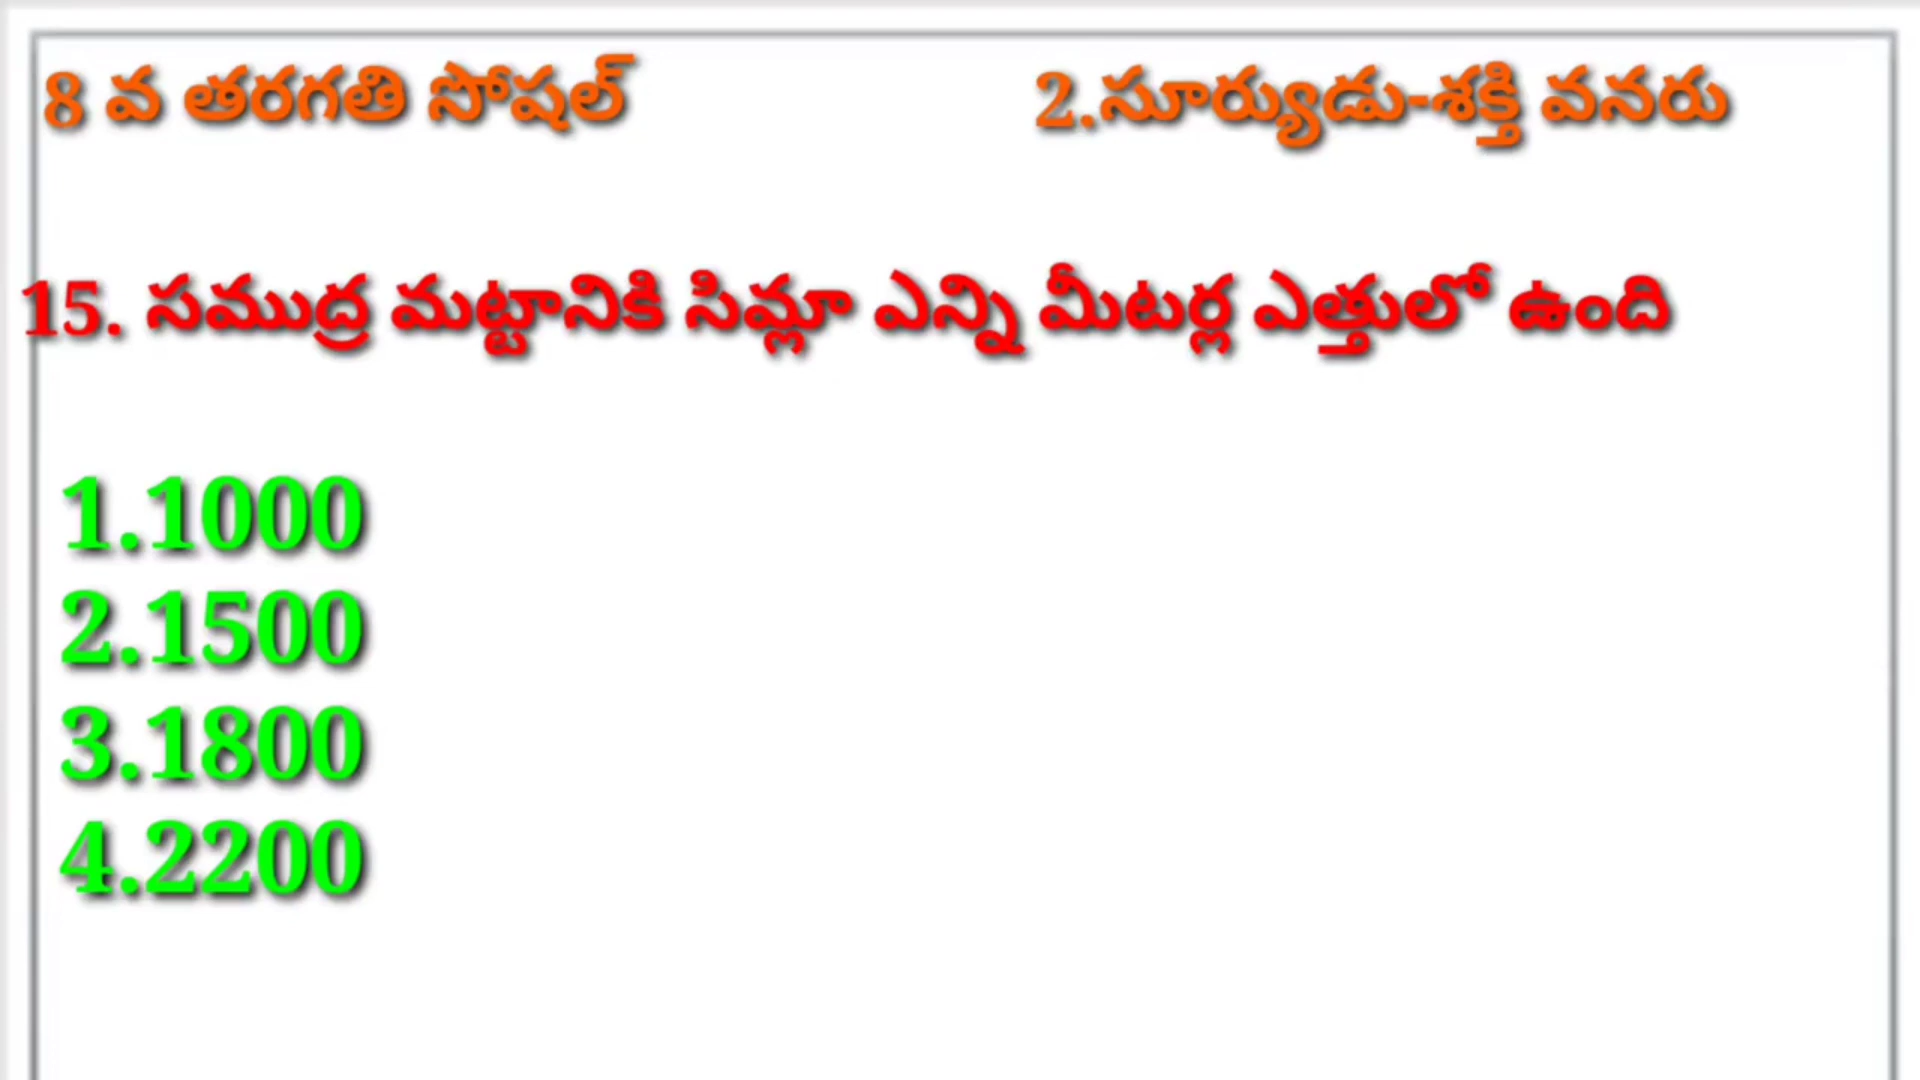 8 వ తరగతి సోషల్ 2.సూర్యుడు-శక్తి వనరు
15. సముద్ర మట్టానికి సిమ్లా ఎన్ని మీటర్ల ఎత్తులో ఉంది
1.1000
2.1500
3.1800
4.2200